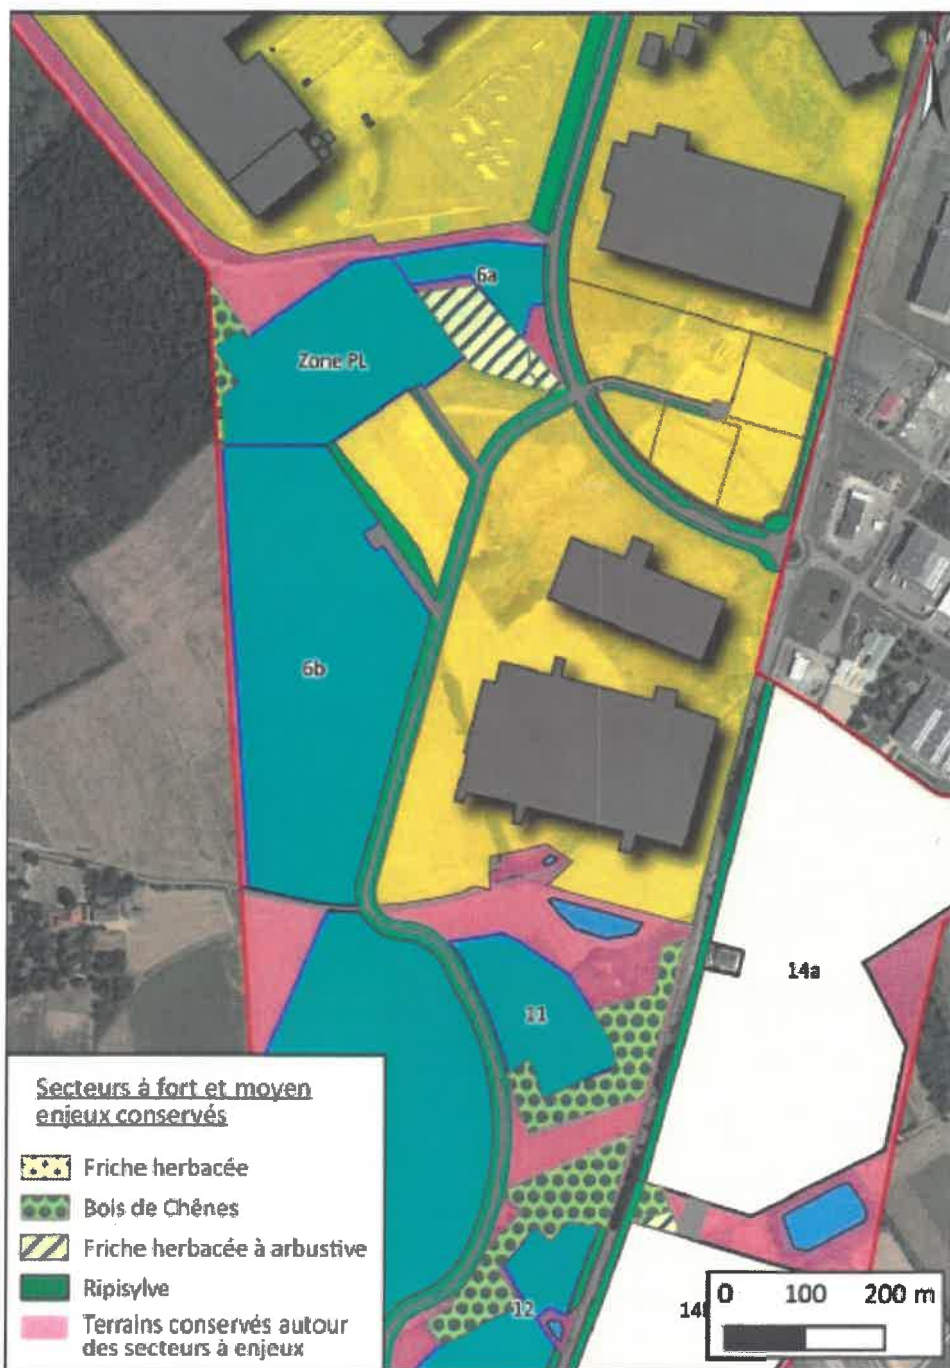 6a
Zone PL
6b
14a
11
12
Secteurs à fort et moyen
enjeux conservés
Friche herbacée
Bois de Chênes
Friche herbacée à arbustive
Ripisylve
Terrains conservés autour
des secteurs à enjeux
0 100 200 m